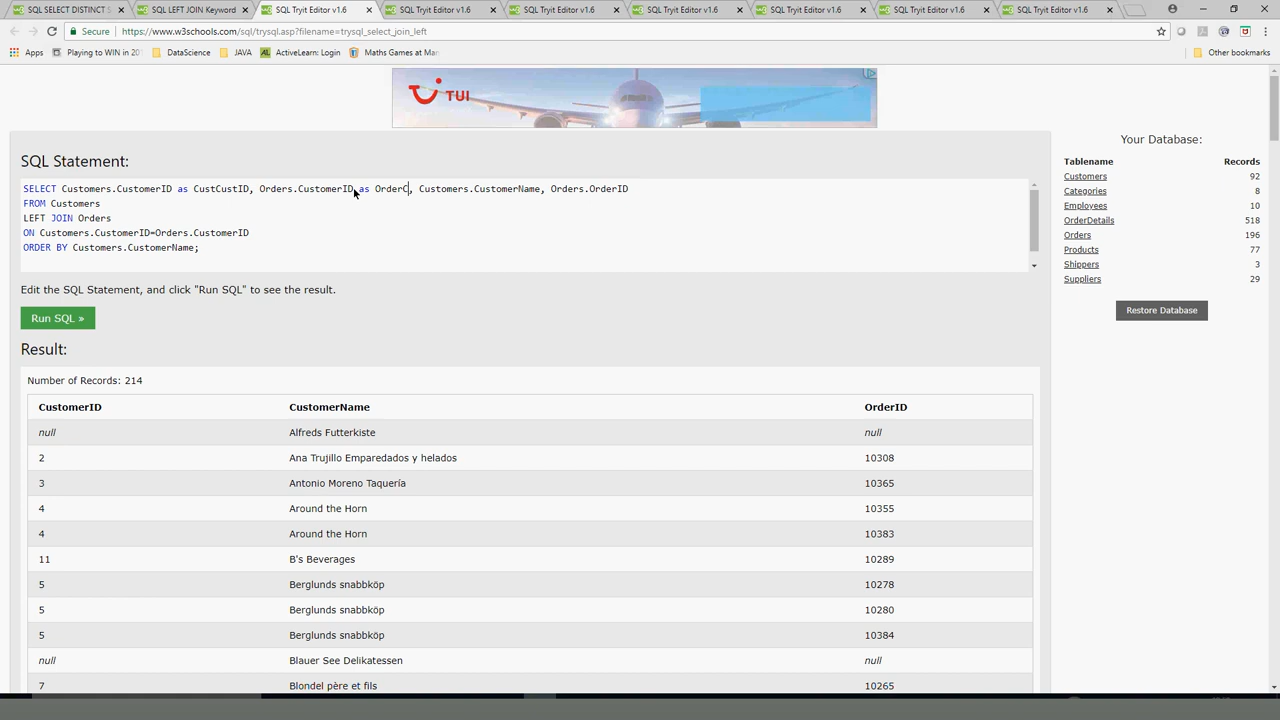 SQL SELECT DISTINCT S
SQL LEFT JOIN Keyword
SQL Tryit Editor v1.6
SQL Tryit Editor v1.6
SQL Tryit Editor v1.6
SQL Tryit Editor v1.6
SQL Tryit Editor v1.6
SQL Tryit Editor v1.6
SQL Tryit Editor v1.6
Secure https://www.w3schools.com/sql/trysql.asp?filename=trysql_select_join_left
Apps Playing to WIN in 20 DataScience JAVA ActiveLearn: Login Maths Games at Man Other bookmarks
TUI
SQL Statement:
SELECT Customers.CustomerID as CustCustID, Orders.CustomerID as OrderC, Customers.CustomerName, Orders.OrderID
FROM Customers
LEFT JOIN Orders
ON Customers.CustomerID=Orders.CustomerID
ORDER BY Customers.CustomerName;
Edit the SQL Statement, and click "Run SQL" to see the result.
Run SQL »
Result:
Number of Records: 214
CustomerID CustomerName OrderID
null Alfreds Futterkiste null
2 Ana Trujillo Emparedados y helados 10308
3 Antonio Moreno Taquería 10365
4 Around the Horn 10355
4 Around the Horn 10383
11 B's Beverages 10289
5 Berglunds snabbköp 10278
5 Berglunds snabbköp 10280
5 Berglunds snabbköp 10384
null Blauer See Delikatessen null
7 Blondel père et fils 10265
Your Database:
Tablename Records
Customers 92
Categories 8
Employees 10
OrderDetails 518
Orders 196
Products 77
Shippers 3
Suppliers 29
Restore Database